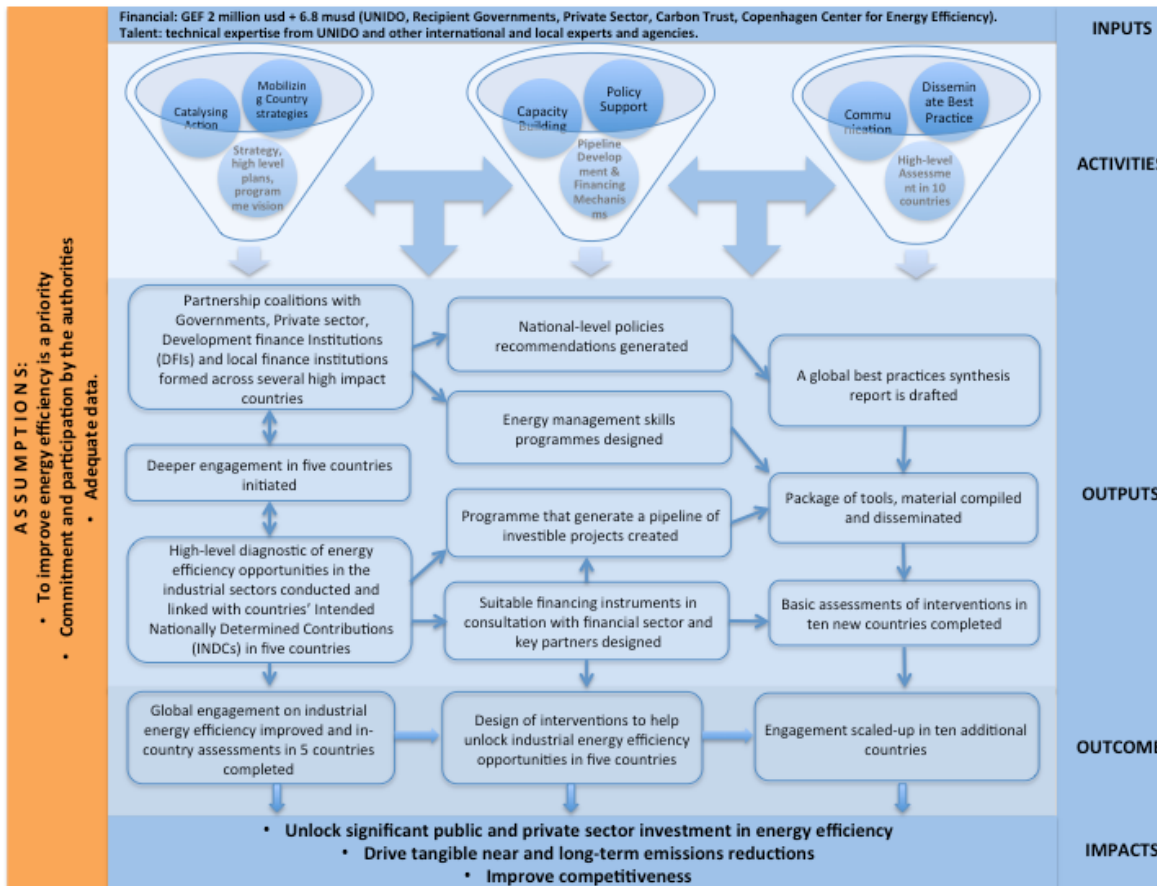 Financial: GEF 2 million usd + 6.8 musd (UNIDO, Recipient Governments, Private Sector, Carbon Trust, Copenhagen Center for Energy Efficiency).
Talent: technical expertise from UNIDO and other international and local experts and agencies.
INPUTS
Catalysing
Action
Mobilizin
g Country
strategies
Strategy,
high level
plans,
program
me vision
Capacity
Building
Policy
Support
Pipeline
Develop
ment &
Financing
Mechanis
ms
Commu
nication
Dissemin
ate Best
Practice
High-level
Assessme
nt in 10
countries
ACTIVITIES
ASSUMPTIONS:
• To improve energy efficiency is a priority
• Commitment and participation by the authorities
• Adequate data.
Partnership coalitions with
Governments, Private sector,
Development finance Institutions
(DFIs) and local finance institutions
formed across several high impact
countries
Deeper engagement in five countries
initiated
High-level diagnostic of energy
efficiency opportunities in the
industrial sectors conducted and
linked with countries' Intended
Nationally Determined Contributions
(INDCs) in five countries
National-level policies
recommendations generated
Energy management skills
programmes designed
Programme that generate a pipeline of
investible projects created
Suitable financing instruments in
consultation with financial sector and
key partners designed
A global best practices synthesis
report is drafted
Package of tools, material compiled
and disseminated
Basic assessments of interventions in
ten new countries completed
OUTPUTS
Global engagement on industrial
energy efficiency improved and in-
country assessments in 5 countries
completed
Design of interventions to help
unlock industrial energy efficiency
opportunities in five countries
Engagement scaled-up in ten additional
countries
OUTCOME
• Unlock significant public and private sector investment in energy efficiency
• Drive tangible near and long-term emissions reductions
• Improve competitiveness
IMPACTS